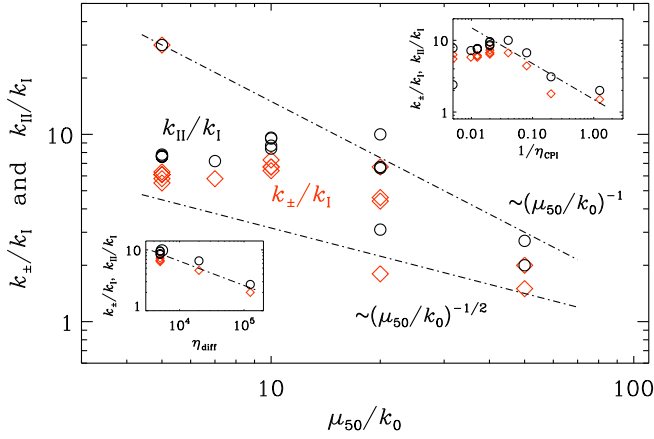 k±/kI and kII/kI
10
1
kII/kI
k±/kI
~(μ50/k0)−1
~(μ50/k0)−1/2
10
100
μ50/k0
k±/kI, kII/kI
10
1
0.01
0.10
1.00
1/ηCPI
k±/kI, kII/kI
10
1
10^4
10^5
ηdiff